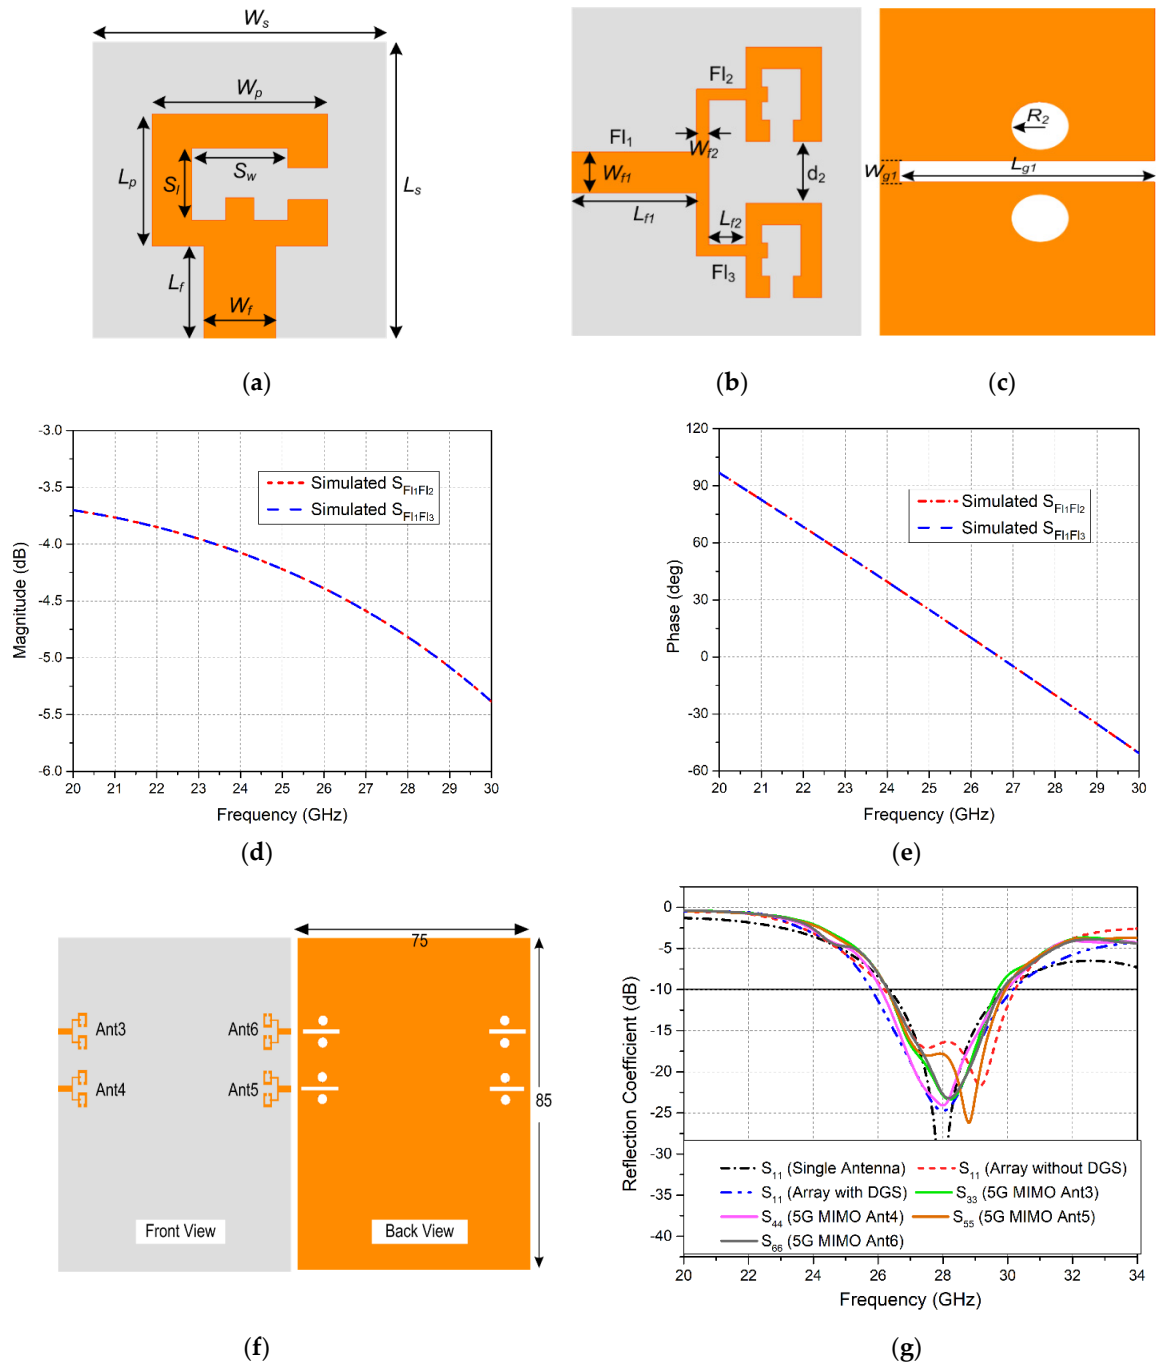 Ws
Wp
Lp
Sl
Sw
Ls
Lf
Wf
(a)
Fl2
Fl1
Wf2
Wf1
d2
Lf1
Lf2
Fl3
(b)
R2
Wg1
Lg1
(c)
-3.0
-3.5
-4.0
-4.5
-5.0
-5.5
-6.0
Magnitude (dB)
Simulated SFl1Fl2
Simulated SFl1Fl3
20 21 22 23 24 25 26 27 28 29 30
Frequency (GHz)
(d)
120
90
60
30
0
-30
-60
Phase (deg)
Simulated SFl1Fl2
Simulated SFl1Fl3
20 21 22 23 24 25 26 27 28 29 30
Frequency (GHz)
(e)
75
85
Ant3
Ant6
Ant4
Ant5
Front View
Back View
(f)
0
-5
-10
-15
-20
-25
-30
-35
-40
Reflection Coefficient (dB)
S11 (Single Antenna) S11 (Array without DGS)
S11 (Array with DGS) S33 (5G MIMO Ant3)
S44 (5G MIMO Ant4) S55 (5G MIMO Ant5)
S66 (5G MIMO Ant6)
20 22 24 26 28 30 32 34
Frequency (GHz)
(g)